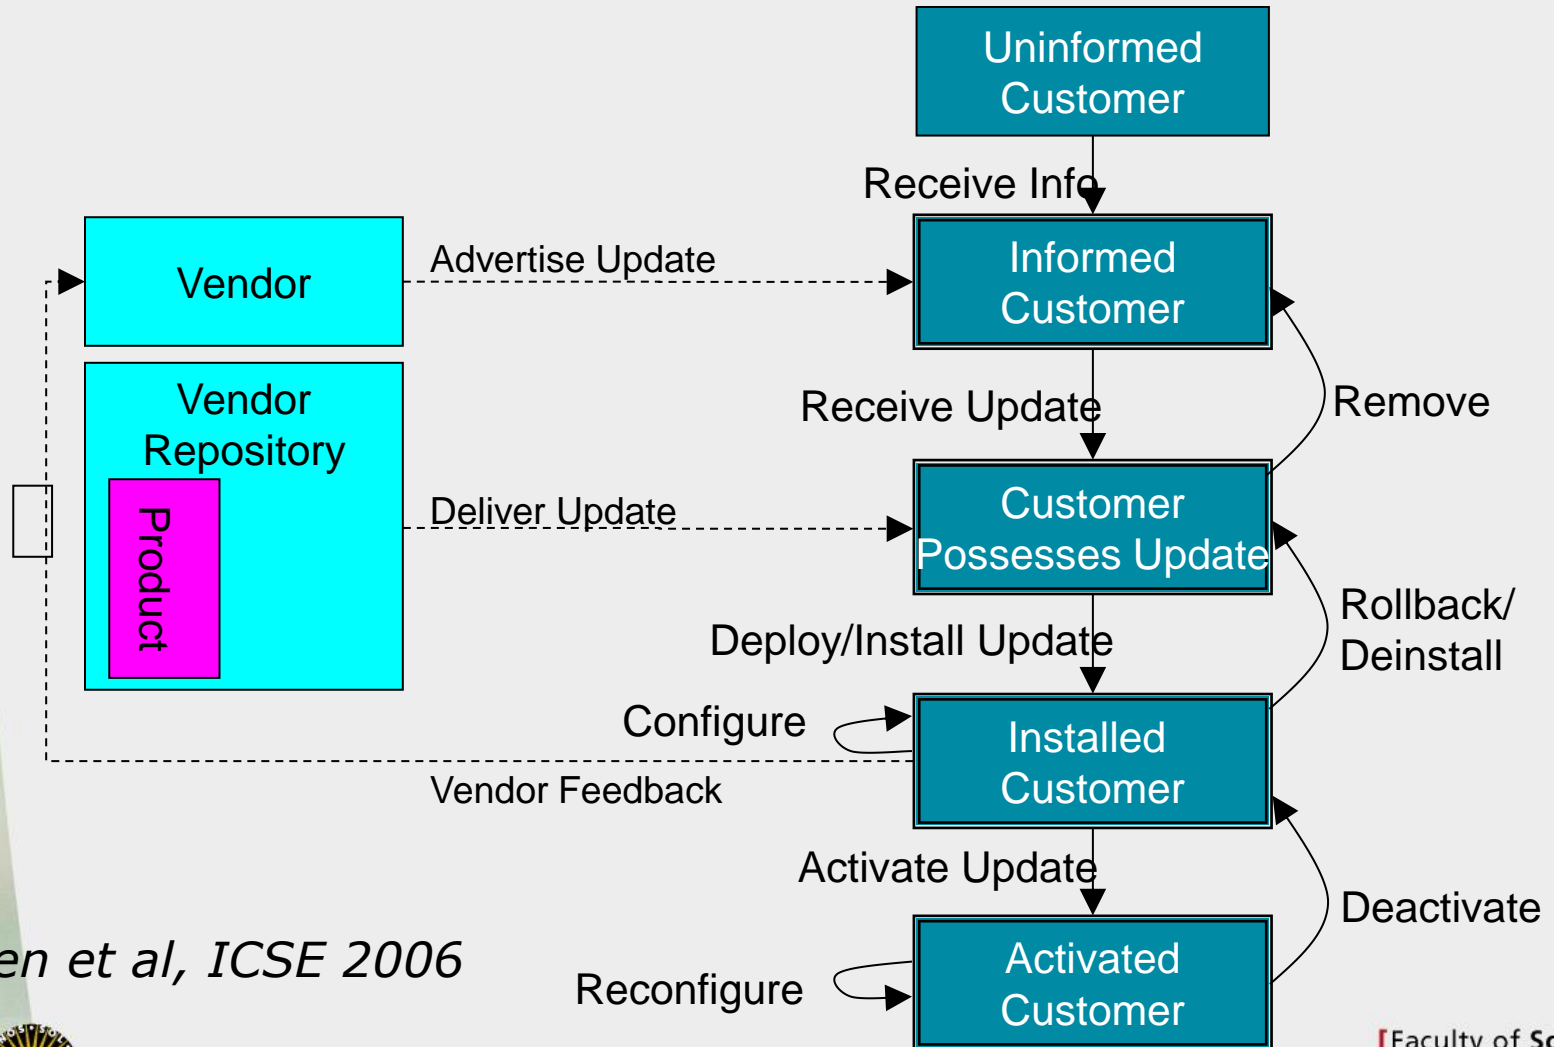 Uninformed
Customer
Receive Info
Vendor
Advertise Update
Informed
Customer
Vendor
Repository
Receive Update
Remove
Product
Deliver Update
Customer
Possesses Update
Rollback/
Deinstall
Deploy/Install Update
Configure
Installed
Customer
Vendor Feedback
Activate Update
Deactivate
et al, ICSE 2006
Reconfigure
Activated
Customer
[Faculty of